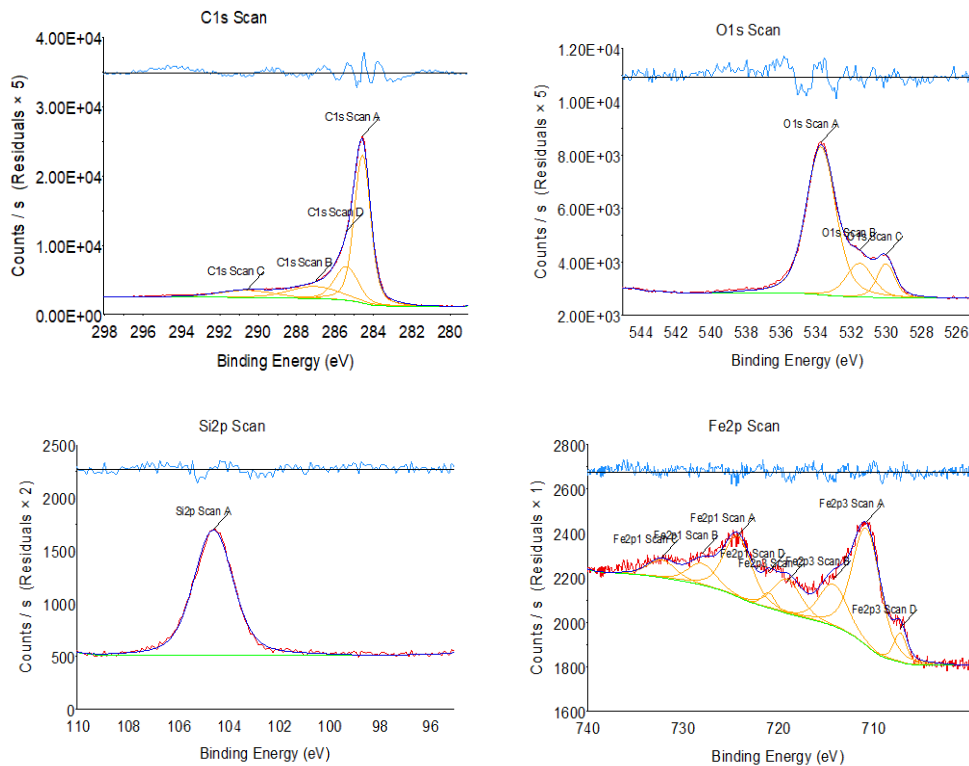 C1s Scan
4.00E+04
3.00E+04
2.00E+04
1.00E+04
0.00E+00
Counts / s (Residuals × 5)
C1s Scan A
C1s Scan D
C1s Scan B
C1s Scan C
298 296 294 292 290 288 286 284 282 280
Binding Energy (eV)
O1s Scan
1.20E+04
1.00E+04
8.00E+03
6.00E+03
4.00E+03
2.00E+03
Counts / s (Residuals × 5)
O1s Scan A
O1s Scan B
O1s Scan C
544 542 540 538 536 534 532 530 528 526
Binding Energy (eV)
Si2p Scan
2500
2000
1500
1000
500
0
Counts / s (Residuals × 2)
Si2p Scan A
110 108 106 104 102 100 98 96
Binding Energy (eV)
Fe2p Scan
2800
2600
2400
2200
2000
1800
1600
Counts / s (Residuals × 1)
Fe2p3 Scan A
Fe2p1 Scan A
Fe2p1 Scan B
Fe2p1 Scan
Fe2p1 Scan D
Fe2p3 Scan
Fe2p3 Scan
Fe2p3 Scan D
740 730 720 710
Binding Energy (eV)